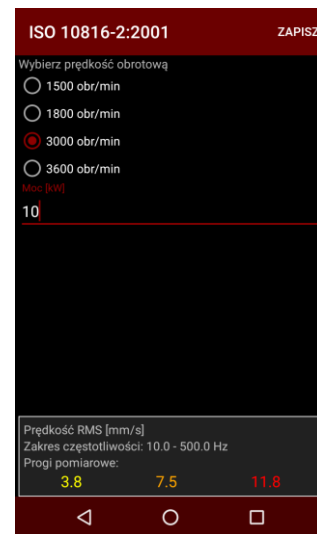 ISO 10816-2:2001
ZAPISZ
Wybierz prędkość obrotową
1500 obr/min
1800 obr/min
3000 obr/min
3600 obr/min
Moc [kW]
10
Prędkość RMS [mm/s]
Zakres częstotliwości: 10.0 - 500.0 Hz
Progi pomiarowe:
3.8 7.5 11.8